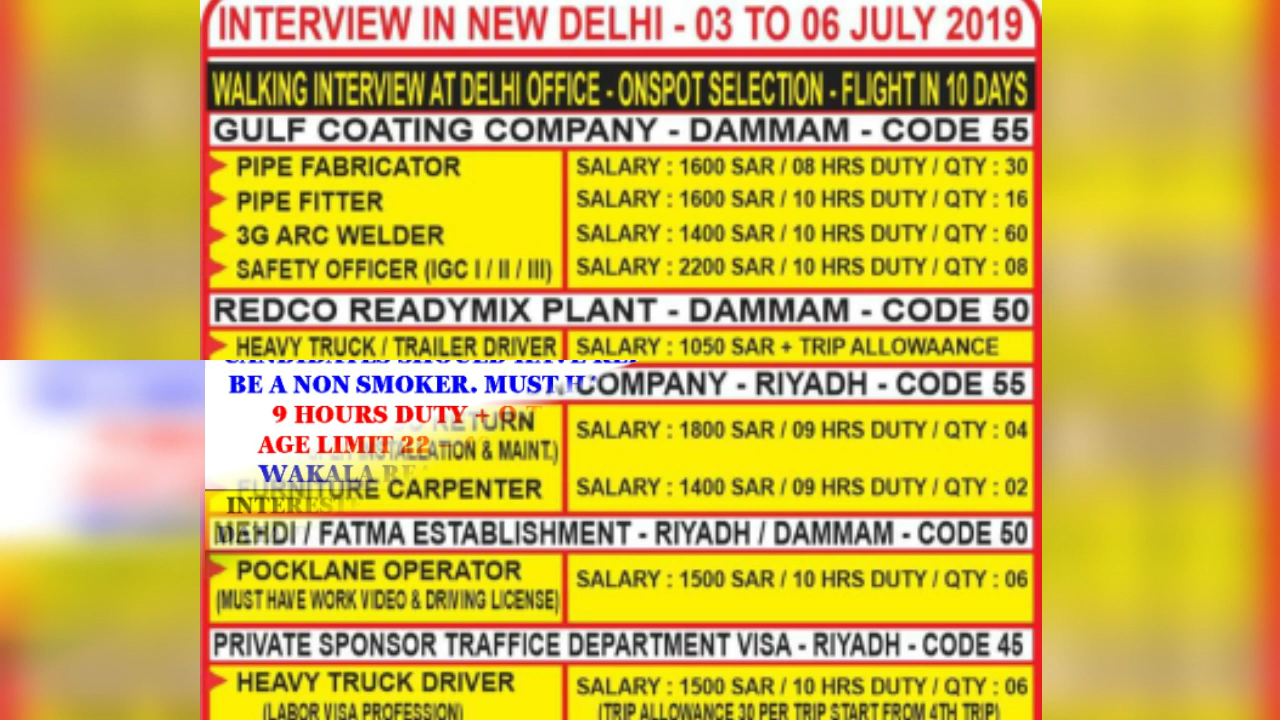 INTERVIEW IN NEW DELHI - 03 TO 06 JULY 2019
WALKING INTERVIEW AT DELHI OFFICE - ONSPOT SELECTION - FLIGHT IN 10 DAYS
GULF COATING COMPANY - DAMMAM - CODE 55
PIPE FABRICATOR SALARY : 1600 SAR / 08 HRS DUTY / QTY : 30
PIPE FITTER SALARY : 1600 SAR / 10 HRS DUTY / QTY : 16
3G ARC WELDER SALARY : 1400 SAR / 10 HRS DUTY / QTY : 60
SAFETY OFFICER (IGC I / II / III) SALARY : 2200 SAR / 10 HRS DUTY / QTY : 08
REDCO READYMIX PLANT - DAMMAM - CODE 50
HEAVY TRUCK / TRAILER DRIVER SALARY : 1050 SAR + TRIP ALLOWAANCE
CANDIDATES SHOULD HAVE
BE A NON SMOKER. MUST COMPANY - RIYADH - CODE 55
9 HOURS DUTY + O.T RETURN SALARY : 1800 SAR / 09 HRS DUTY / QTY : 04
AGE LIMIT 22 INSTALLATION & MAINT.)
WAKALA
FURNITURE CARPENTER SALARY : 1400 SAR / 09 HRS DUTY / QTY : 02
MEHDI / FATMA ESTABLISHMENT - RIYADH / DAMMAM - CODE 50
POCKLANE OPERATOR SALARY : 1500 SAR / 10 HRS DUTY / QTY : 06
(MUST HAVE WORK VIDEO & DRIVING LICENSE)
PRIVATE SPONSOR TRAFFICE DEPARTMENT VISA - RIYADH - CODE 45
HEAVY TRUCK DRIVER SALARY : 1500 SAR / 10 HRS DUTY / QTY : 06
(LABOR VISA PROFESSION) (TRIP ALLOWANCE 30 PER TRIP START FROM 4TH TRIP)